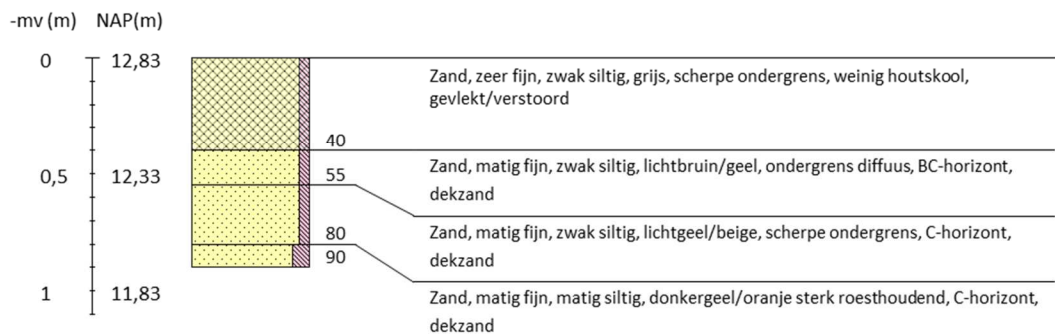 -mv (m) NAP(m)
0 12,83
Zand, zeer fijn, zwak siltig, grijs, scherpe ondergrens, weinig houtskool,
gevlekt/verstoord
40
Zand, matig fijn, zwak siltig, lichtbruin/geel, ondergrens diffuus, BC-horizont,
dekzand
0,5 12,33
55
Zand, matig fijn, zwak siltig, lichtgeel/beige, scherpe ondergrens, C-horizont,
dekzand
80
90
1 11,83
Zand, matig fijn, matig siltig, donkergeel/oranje sterk roesthoudend, C-horizont,
dekzand